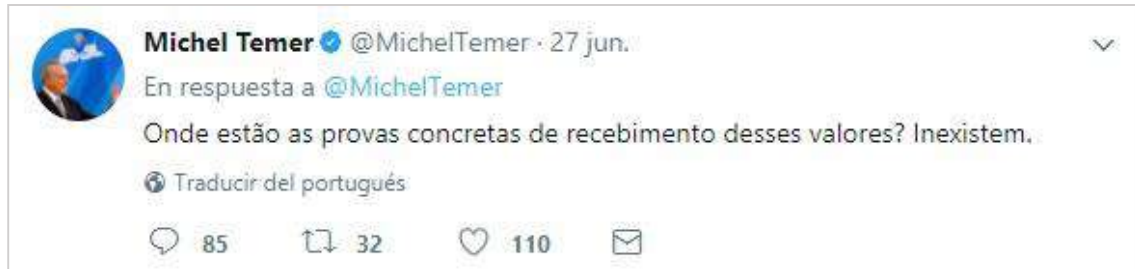 Michel Temer @MichelTemer · 27 jun.
En respuesta a @MichelTemer
Onde estão as provas concretas de recebimento desses valores? Inexistem.
Traducir del portugués
85 32 110